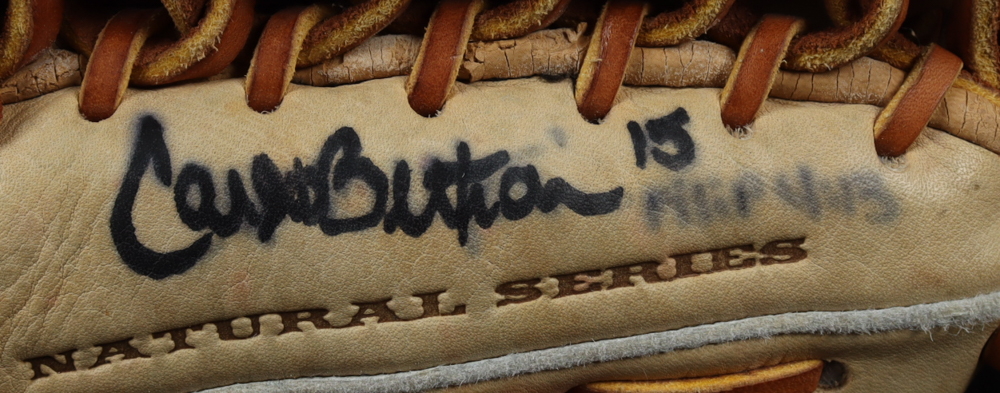 Carlos Beltran 15
NATURAL SERIES